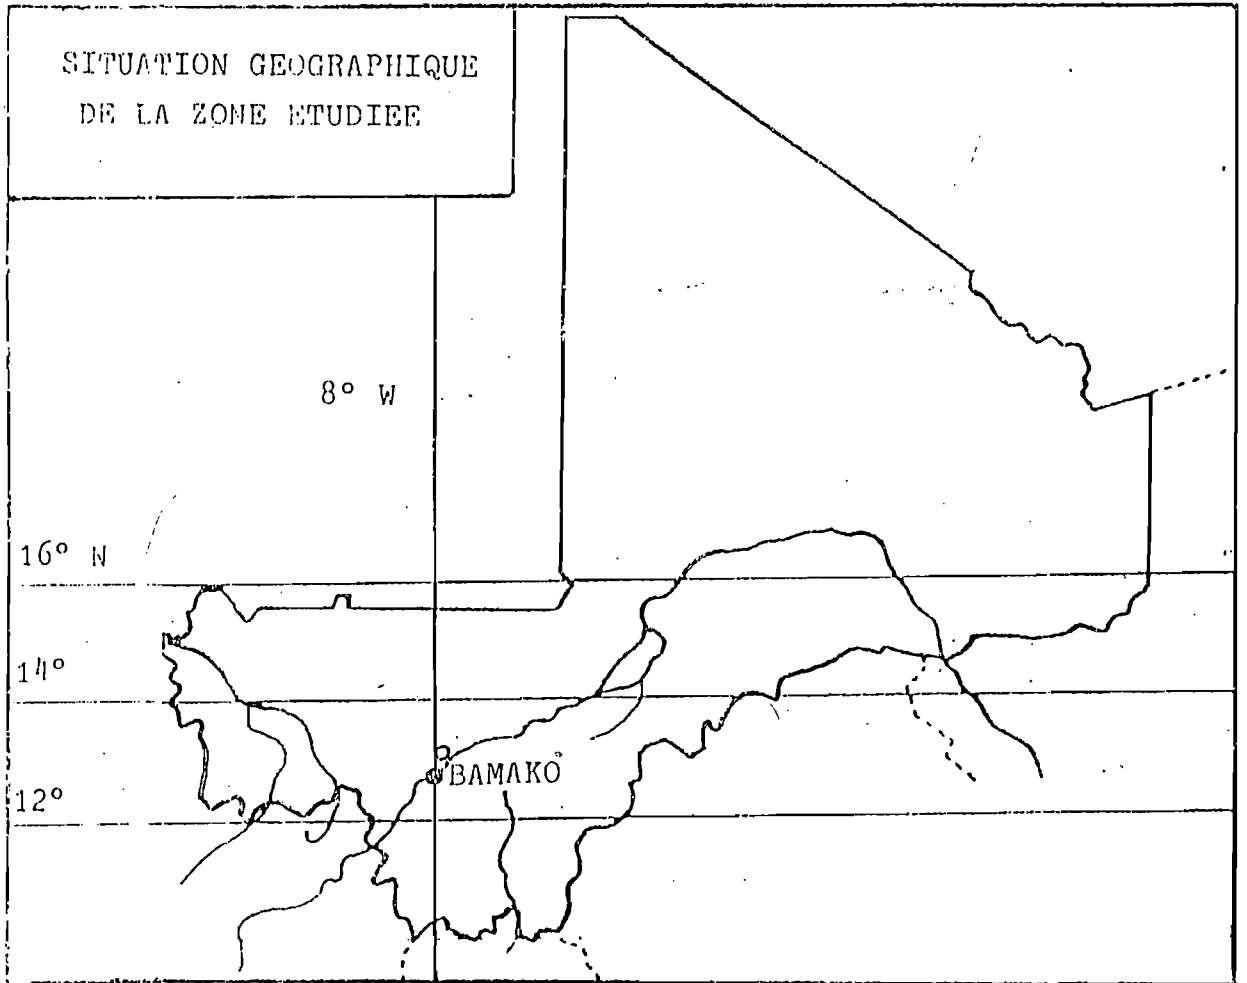 SITUATION GEOGRAPHIQUE
DE LA ZONE ETUDIEE
8° W
16° N
14°
BAMAKO
12°